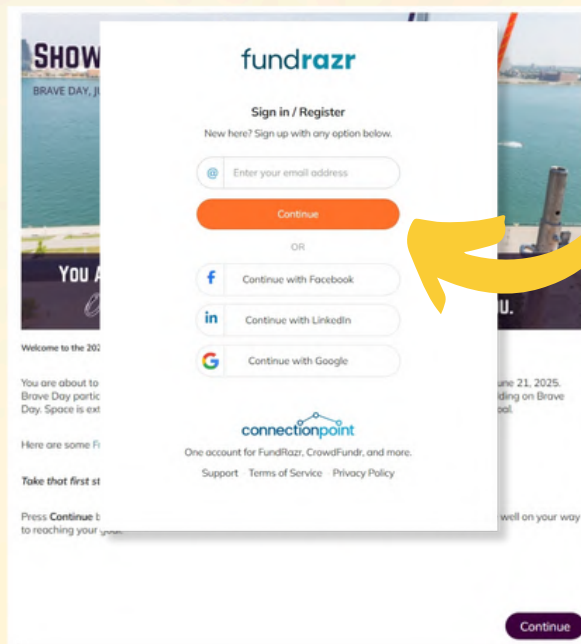 SHOW
BRAVE DAY, JU
fundrazr
Sign in / Register
New here? Sign up with any option below.
@ Enter your email address
Continue
OR
f Continue with Facebook
in Continue with LinkedIn
G Continue with Google
YOU A
U.
Welcome to the 202
You are about to
une 21, 2025.
Brave Day partic
ding on Brave
Day. Space is ext
oal.
connectionpoint
One account for FundRazr, CrowdFundr, and more.
Here are some F
Support Terms of Service Privacy Policy
Take that first st
Press Continue b
well on your way
to reaching your goal.
Continue